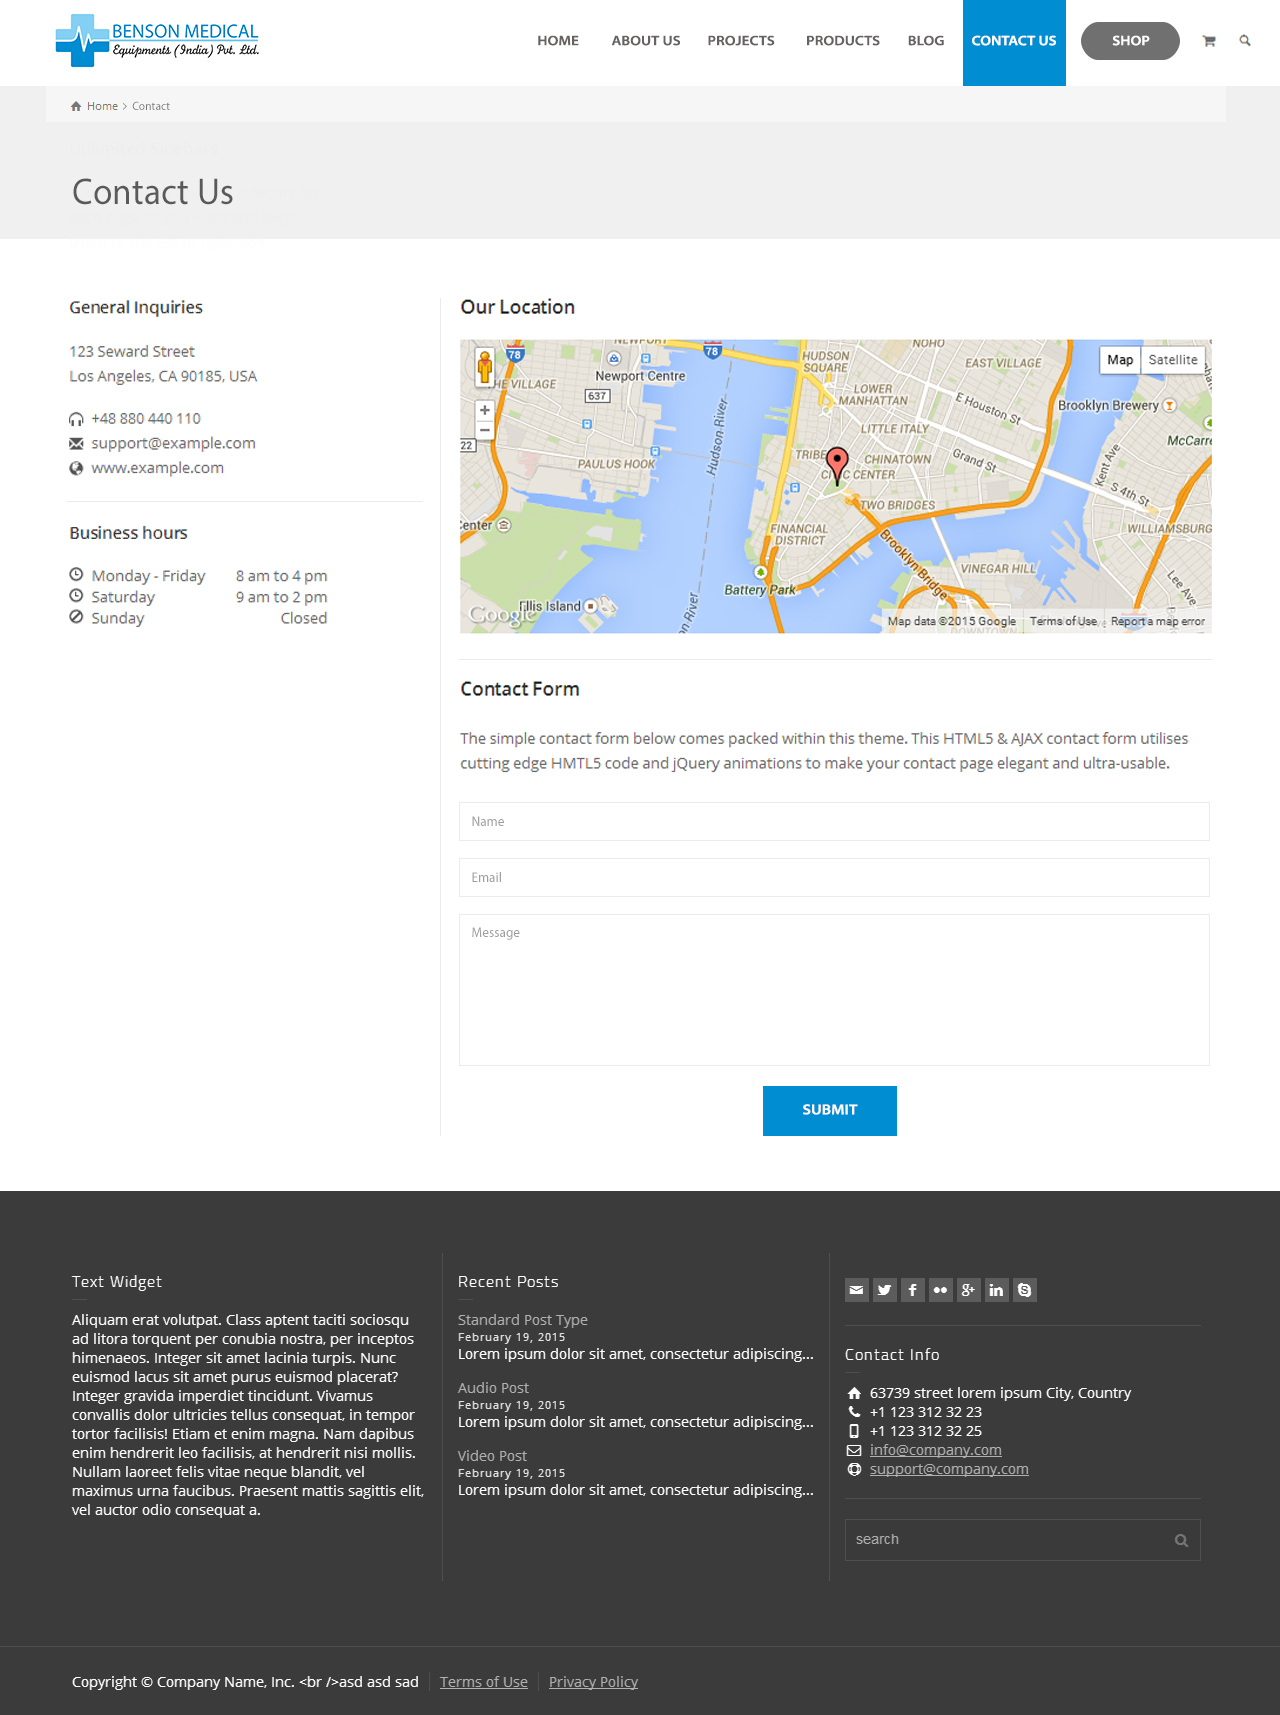 BENSON MEDICAL
Equipments (India) Pvt. Ltd.
HOME ABOUT US PROJECTS PRODUCTS BLOG CONTACT US SHOP
Home > Contact
Contact Us
General Inquiries
123 Seward Street
Los Angeles, CA 90185, USA
+48 880 440 110
support@example.com
www.example.com
Business hours
Monday - Friday 8 am to 4 pm
Saturday 9 am to 2 pm
Sunday Closed
Our Location
NEWPORT
78
78
NOHO
HUDSON
SQUARE
EAST VILLAGE
Map Satellite
THE VILLAGE
Newport Centre
637
LOWER
MANHATTAN
E Houston St
Brooklyn Brewery
Hudson River
LITTLE ITALY
McCarre
22
PAULUS HOOK
TRIBE
CHINATOWN
Grand St
Kent Ave
CIVIC CENTER
S 4th St
TWO BRIDGES
Center
FINANCIAL
DISTRICT
WILLIAMSBURG
Brooklyn Bridge
VINEGAR HILL
Battery Park
Lee Ave
Ellis Island
Google
Map data ©2015 Google Terms of Use Report a map error
DOWNTOWN
Contact Form
The simple contact form below comes packed within this theme. This HTML5 & AJAX contact form utilises
cutting edge HMTL5 code and jQuery animations to make your contact page elegant and ultra-usable.
Name
Email
Message
SUBMIT
Text Widget
Aliquam erat volutpat. Class aptent taciti sociosqu
ad litora torquent per conubia nostra, per inceptos
himenaeos. Integer sit amet lacinia turpis. Nunc
euismod lacus sit amet purus euismod placerat?
Integer gravida imperdiet tincidunt. Vivamus
convallis dolor ultricies tellus consequat, in tempor
tortor facilisis! Etiam et enim magna. Nam dapibus
enim hendrerit leo facilisis, at hendrerit nisi mollis.
Nullam laoreet felis vitae neque blandit, vel
maximus urna faucibus. Praesent mattis sagittis elit,
vel auctor odio consequat a.
Recent Posts
Standard Post Type
February 19, 2015
Lorem ipsum dolor sit amet, consectetur adipiscing...
Audio Post
February 19, 2015
Lorem ipsum dolor sit amet, consectetur adipiscing...
Video Post
February 19, 2015
Lorem ipsum dolor sit amet, consectetur adipiscing...
Contact Info
63739 street lorem ipsum City, Country
+1 123 312 32 23
+1 123 312 32 25
info@company.com
support@company.com
search
Copyright © Company Name, Inc. <br />asd asd sad Terms of Use Privacy Policy